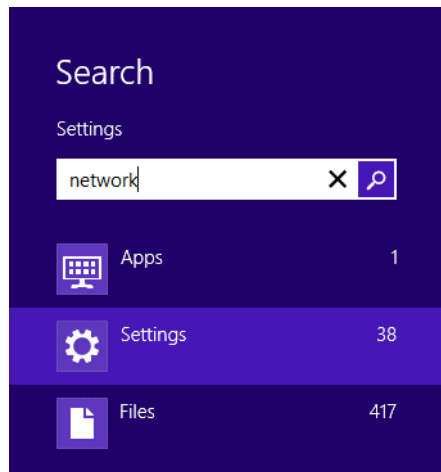 Search
Settings
network
Apps 1
Settings 38
Files 417